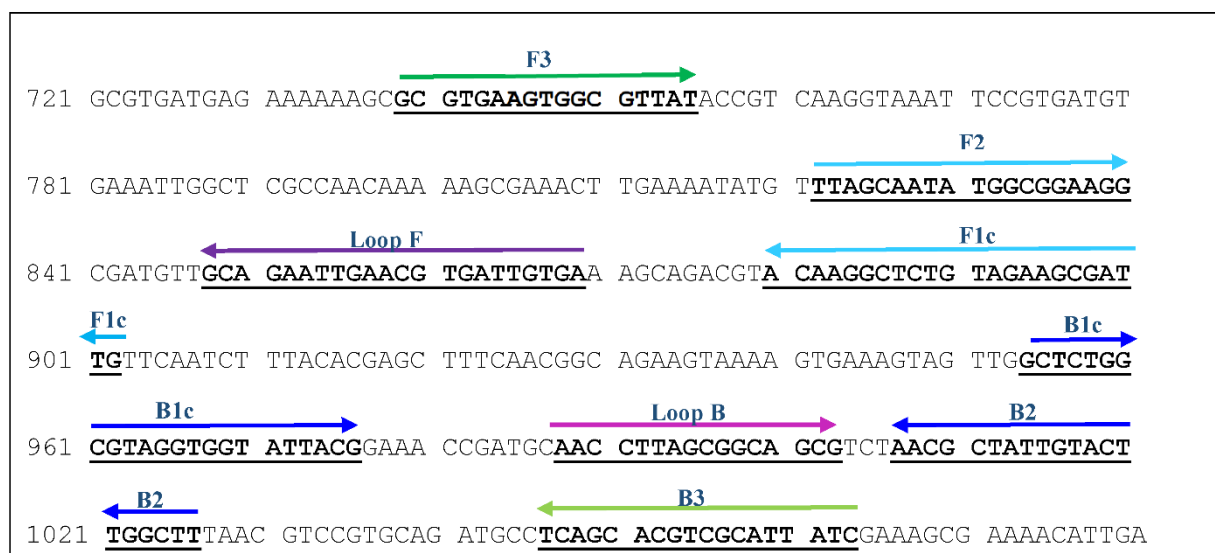 F3
721 GCGTGATGAG AAAAAAGCGC GTGAAGTGGC GTTATACCGT CAAGGTAAAT TCCGTGATGT
F2
781 GAAATTGGCT CGCCAACAAA AAGCGAAACT TGAAAATATG TTTAGCAATA TGGCGGAAGG
Loop F F1c
841 CGATGTTGCA GAATTGAACG TGATTGTGAA AGCAGACGTA CAAGGCTCTG TAGAAGCGAT
F1c B1c
901 TGTTCAATCT TTACACGAGC TTTCAACGGC AGAAGTAAAA GTGAAAGTAG TTGGCTCTGG
B1c Loop B B2
961 CGTAGGTGGT ATTACGGAAA CCGATGCAAC CTTAGCGGCA GCGTCTAACG CTATTGTACT
B2 B3
1021 TGGCTTTAAC GTCCGTGCAG ATGCCTCAGC ACGTCGCATT ATCGAAAGCG AAAACATTGA